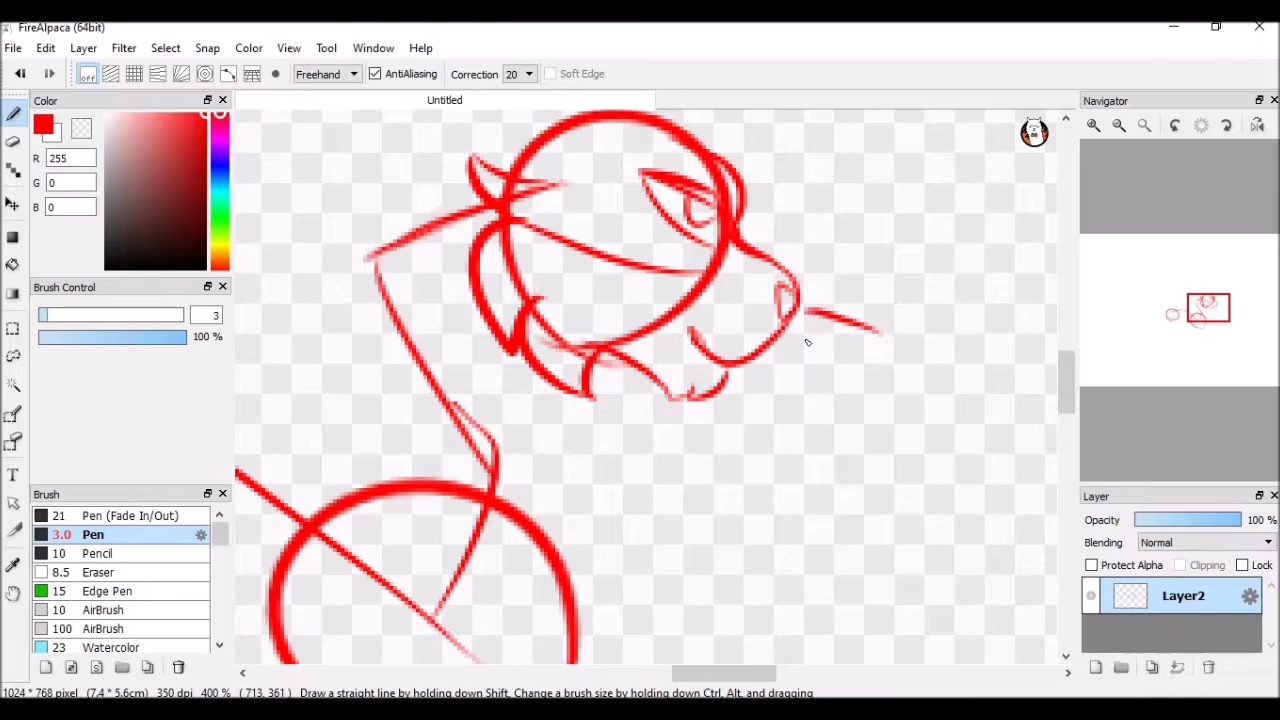 FireAlpaca (64bit)
File Edit Layer Filter Select Snap Color View Tool Window Help
Off Freehand AntiAliasing Correction 20 Soft Edge
Color
Untitled
Navigator
R 255
G 0
B 0
Brush Control
3
100 %
Brush
21 Pen (Fade In/Out)
3.0 Pen
10 Pencil
8.5 Eraser
15 Edge Pen
10 AirBrush
100 AirBrush
23 Watercolor
Layer
Opacity 100 %
Blending Normal
Protect Alpha Clipping Lock
Layer2
1024 * 768 pixel (7.4 * 5.6cm) 350 dpi 400 % ( 713, 361 ) Draw a straight line by holding down Shift, Change a brush size by holding down Ctrl, Alt, and dragging